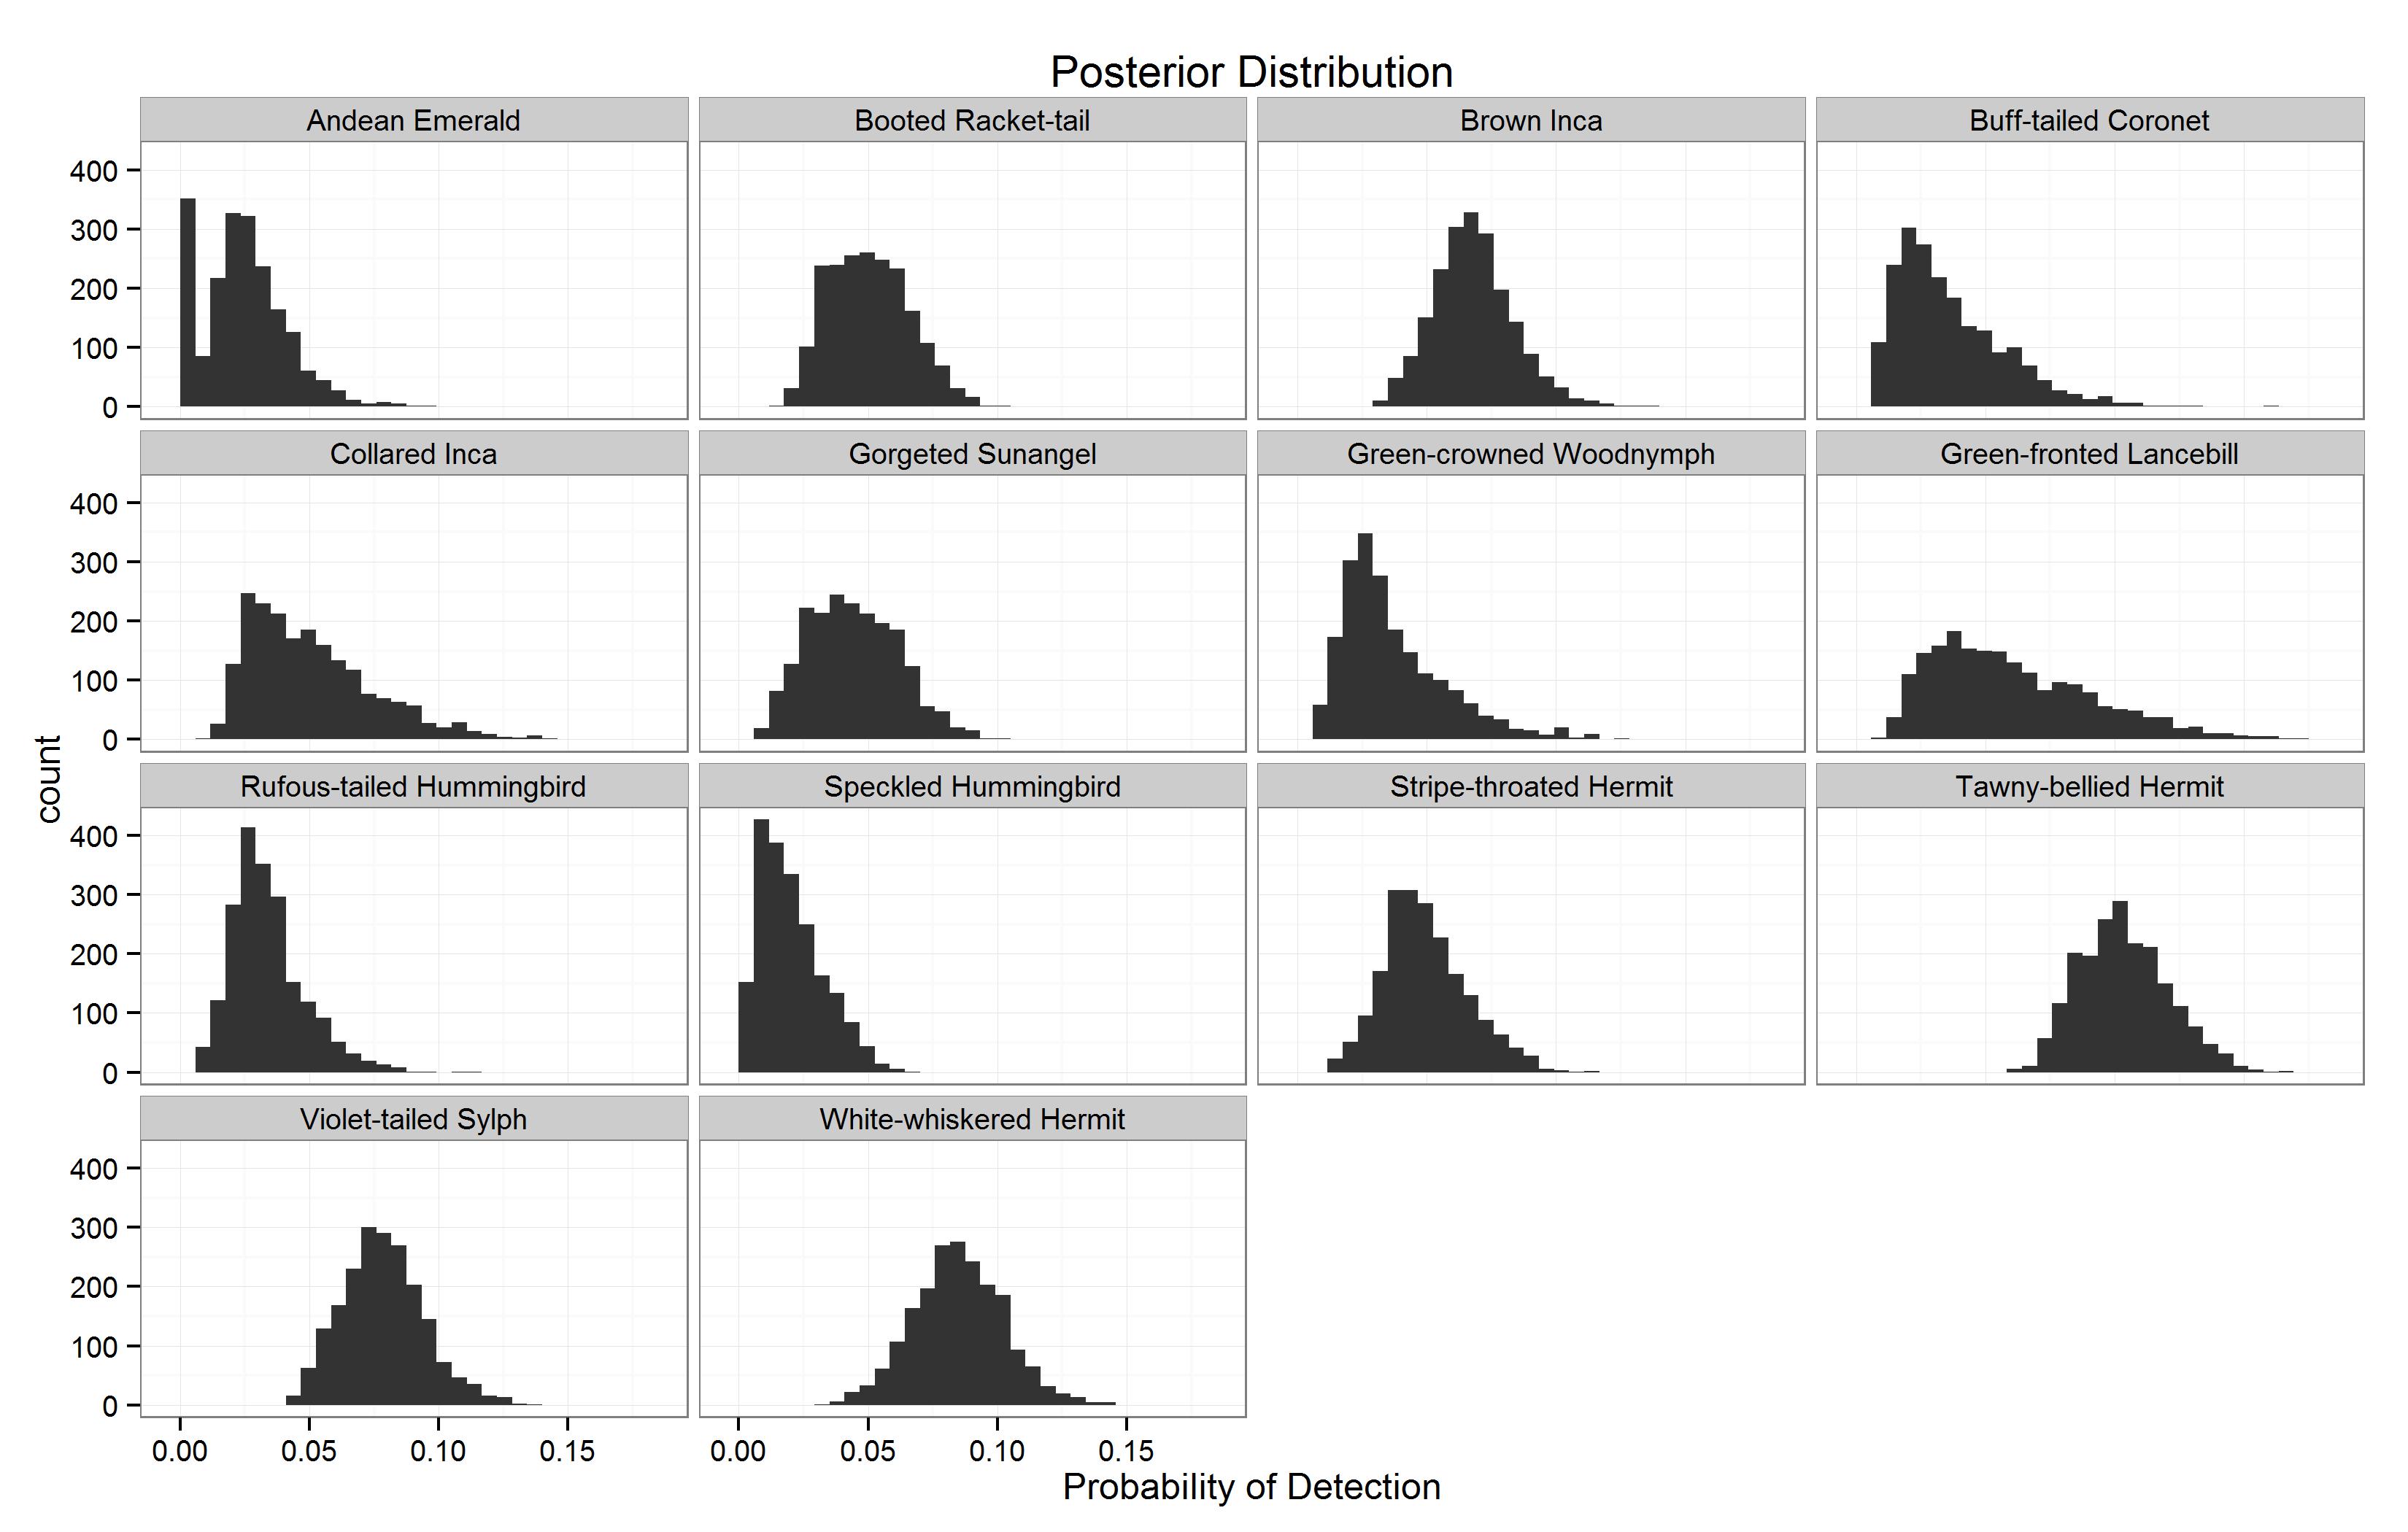 Posterior Distribution
Andean Emerald
Booted Racket-tail
Brown Inca
Buff-tailed Coronet
400
300
200
100
0
Collared Inca
Gorgeted Sunangel
Green-crowned Woodnymph
Green-fronted Lancebill
400
300
200
100
0
count
Rufous-tailed Hummingbird
Speckled Hummingbird
Stripe-throated Hermit
Tawny-bellied Hermit
400
300
200
100
0
Violet-tailed Sylph
White-whiskered Hermit
400
300
200
100
0
0.00 0.05 0.10 0.15
0.00 0.05 0.10 0.15
Probability of Detection